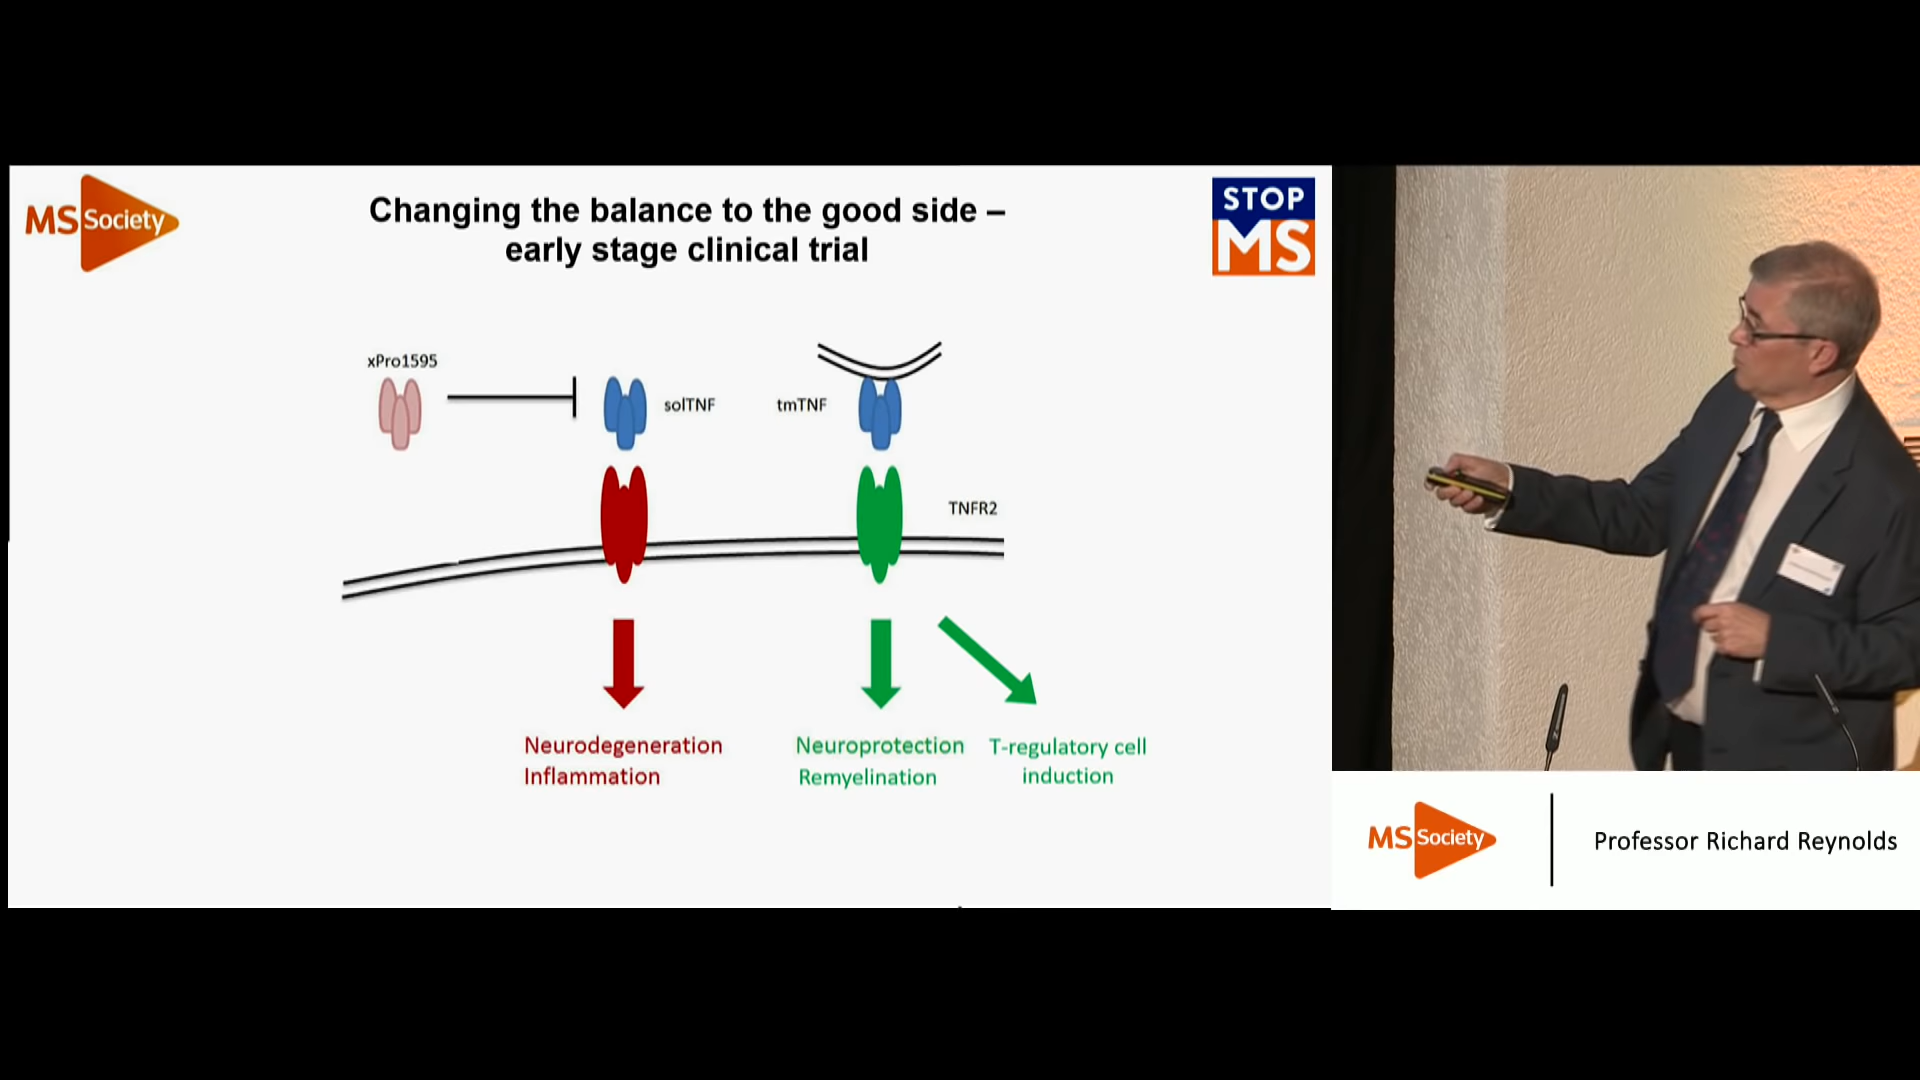 MS Society
Changing the balance to the good side –
early stage clinical trial
STOP
MS
xPro1595
solTNF
tmTNF
TNFR2
Neurodegeneration
Inflammation
Neuroprotection
Remyelination
T-regulatory cell
induction
MS Society
Professor Richard Reynolds